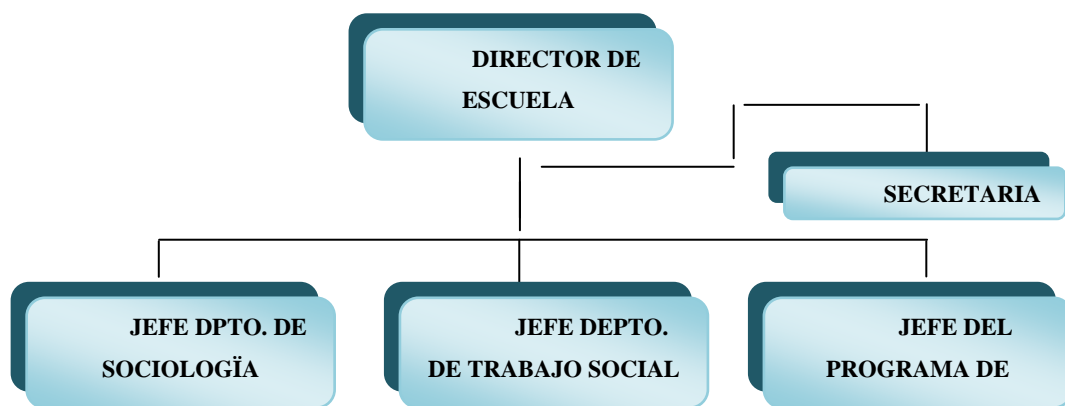 DIRECTOR DE
ESCUELA
SECRETARIA
JEFE DPTO. DE
SOCIOLOGÏA
JEFE DEPTO.
DE TRABAJO SOCIAL
JEFE DEL
PROGRAMA DE